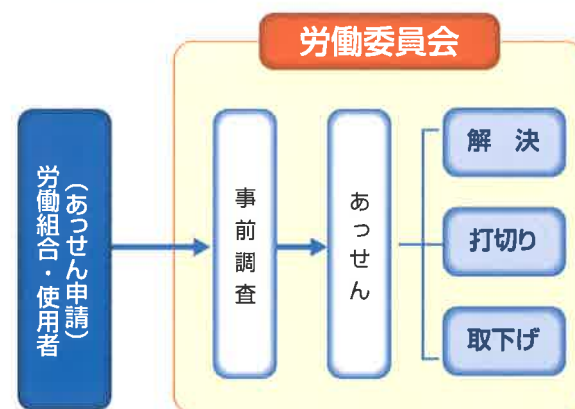 労働委員会
労働組合・使用者
（あっせん申請）
事前調査
あっせん
解 決
打切り
取下げ